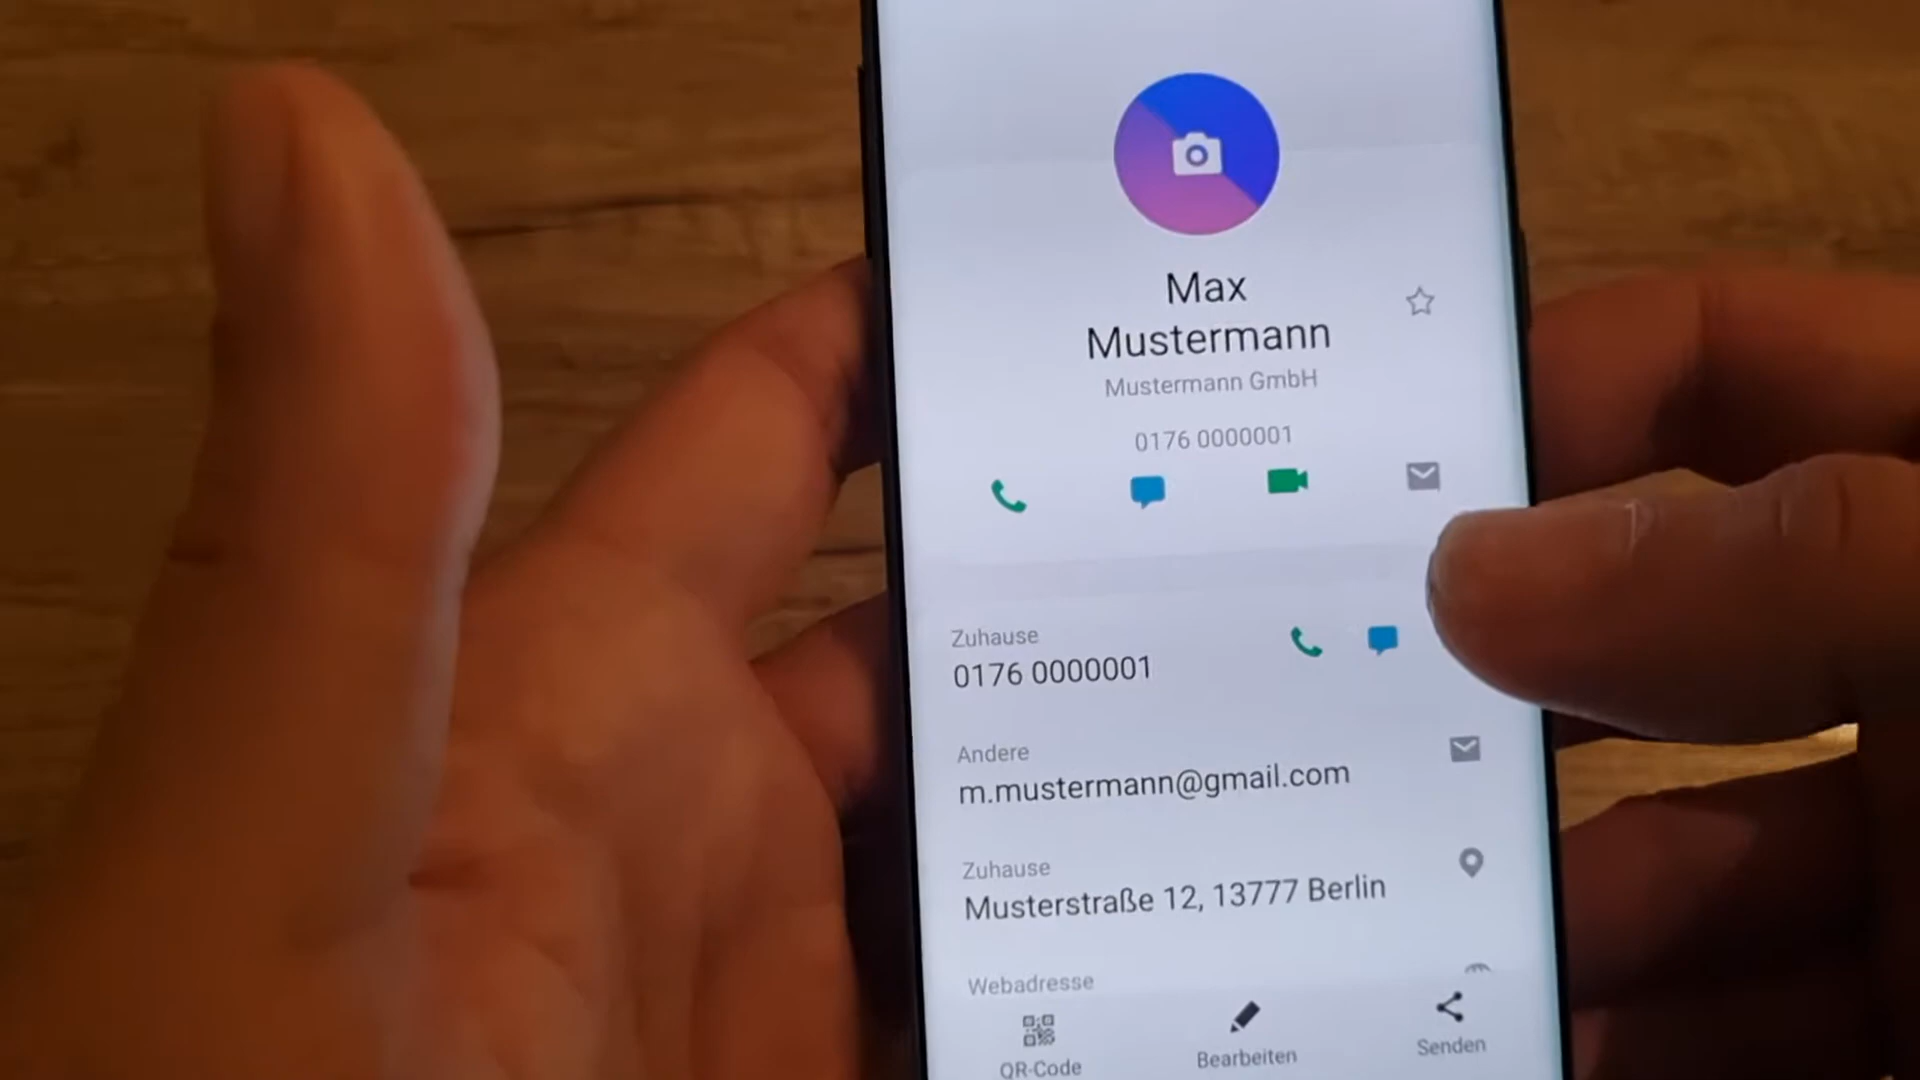 Max
Mustermann
Mustermann GmbH
0176 0000001
Zuhause
0176 0000001
Andere
m.mustermann@gmail.com
Zuhause
Musterstraße 12, 13777 Berlin
Webadresse
QR-Code
Bearbeiten
Senden